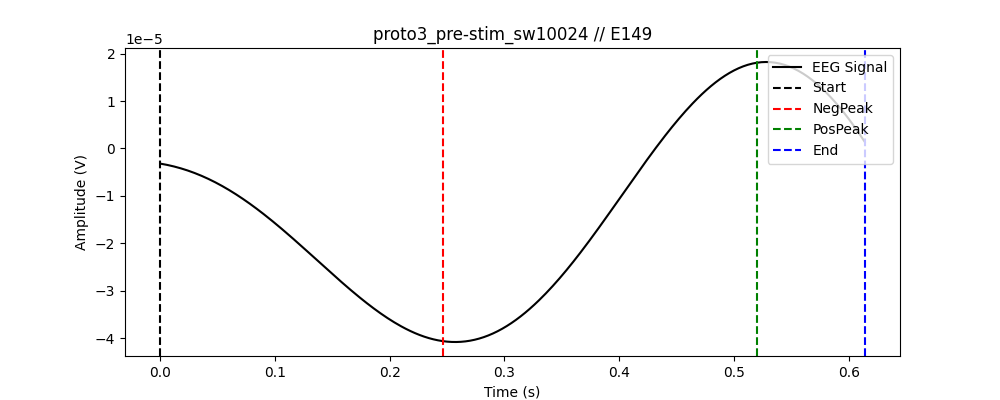 proto3_pre-stim_sw10024 // E149
1e−5
2
1
0
−1
−2
−3
−4
Amplitude (V)
EEG Signal
Start
NegPeak
PosPeak
End
0.0 0.1 0.2 0.3 0.4 0.5 0.6
Time (s)